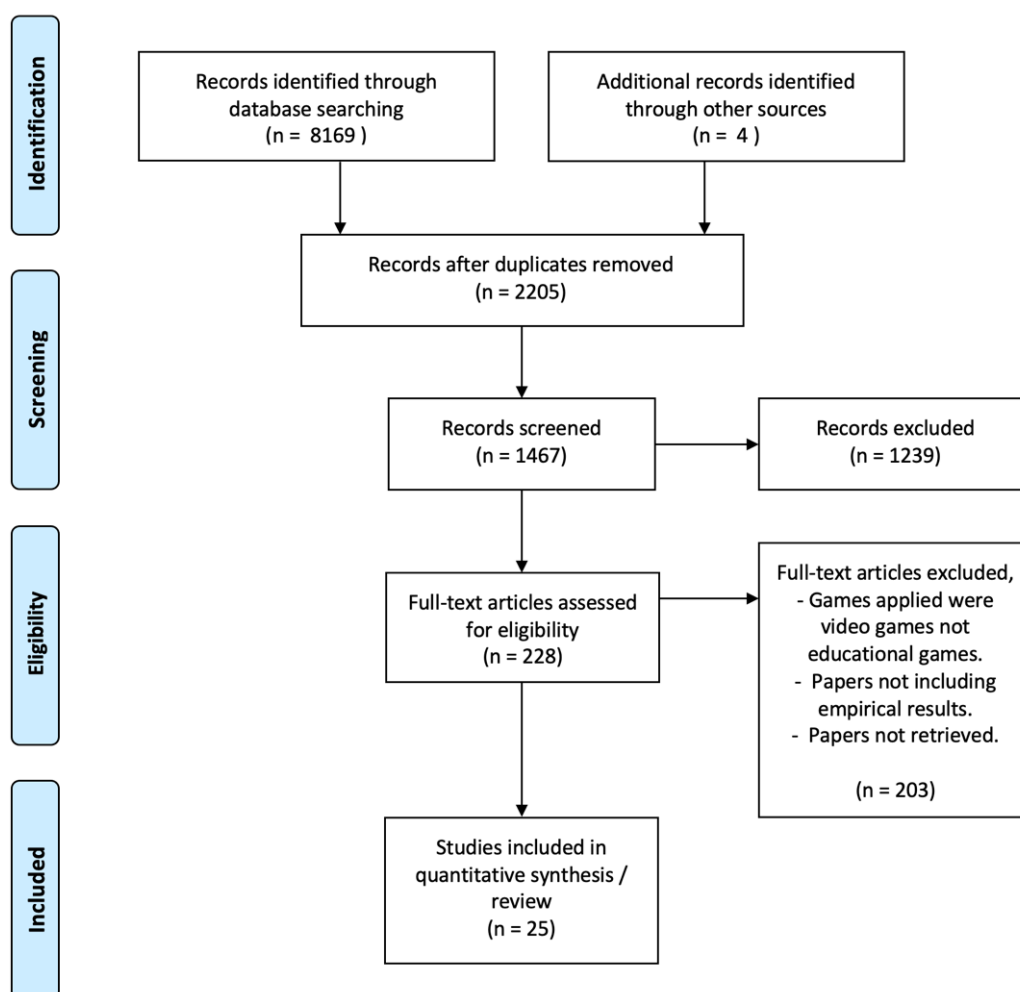 Identification
Records identified through
database searching
(n = 8169 )
Additional records identified
through other sources
(n = 4 )
Records after duplicates removed
(n = 2205)
Screening
Records screened
(n = 1467)
Records excluded
(n = 1239)
Eligibility
Full-text articles assessed
for eligibility
(n = 228)
Full-text articles excluded,
- Games applied were
video games not
educational games.
- Papers not including
empirical results.
- Papers not retrieved.
(n = 203)
Included
Studies included in
quantitative synthesis /
review
(n = 25)